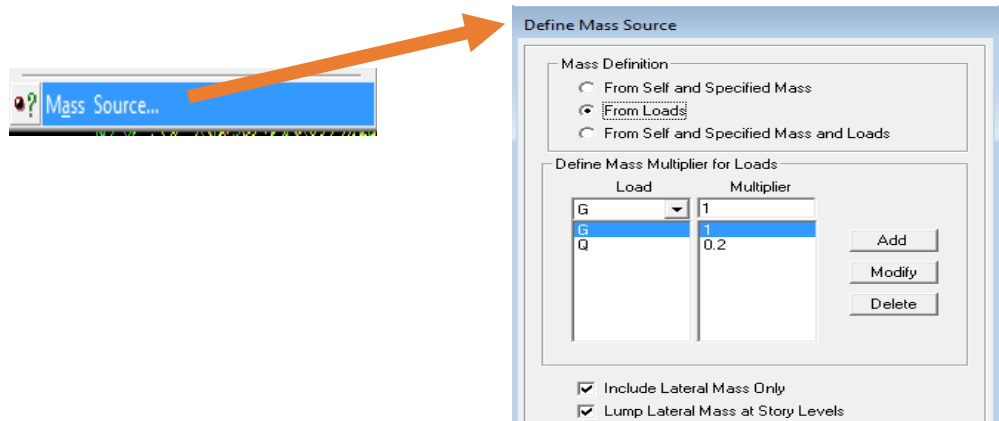 Mass Source...
Define Mass Source
Mass Definition
From Self and Specified Mass
From Loads
From Self and Specified Mass and Loads
Define Mass Multiplier for Loads
Load Multiplier
G 1
G 1
Q 0.2
Add
Modify
Delete
Include Lateral Mass Only
Lump Lateral Mass at Story Levels